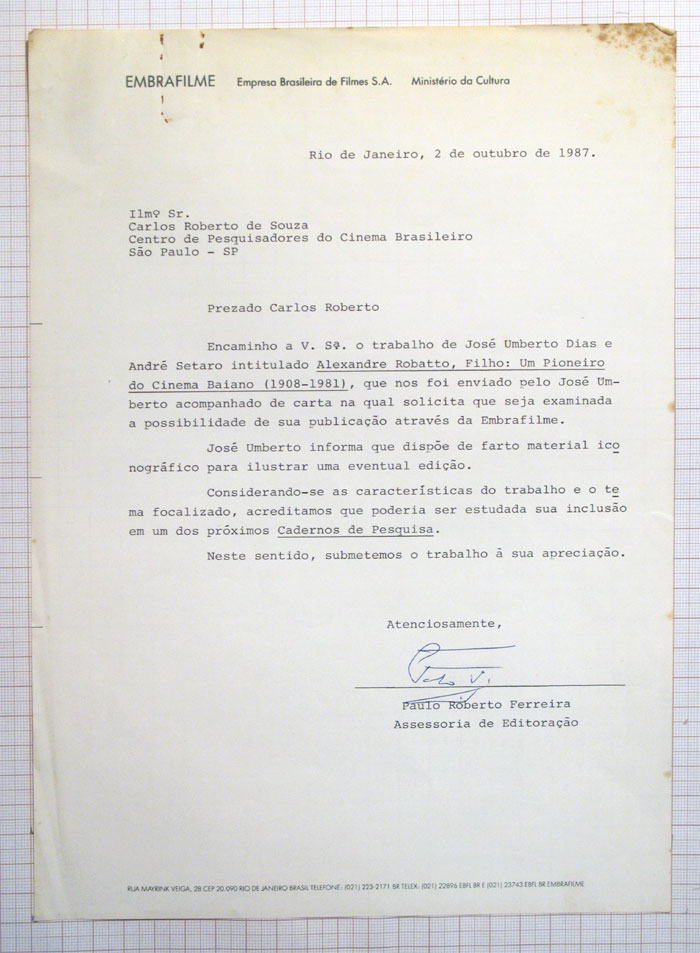 EMBRAFILME Empresa Brasileira de Filmes S.A. Ministério da Cultura
Rio de Janeiro, 2 de outubro de 1987.
Ilmº Sr.
Carlos Roberto de Souza
Centro de Pesquisadores do Cinema Brasileiro
São Paulo - SP
Prezado Carlos Roberto
Encaminho a V. Sª. o trabalho de José Umberto Dias e
André Setaro intitulado Alexandre Robatto, Filho: Um Pioneiro
do Cinema Baiano (1908-1981), que nos foi enviado pelo José Um-
berto acompanhado de carta na qual solicita que seja examinada
a possibilidade de sua publicação através da Embrafilme.
José Umberto informa que dispõe de farto material ico
nográfico para ilustrar uma eventual edição.
Considerando-se as características do trabalho e o te
ma focalizado, acreditamos que poderia ser estudada sua inclusão
em um dos próximos Cadernos de Pesquisa.
Neste sentido, submetemos o trabalho à sua apreciação.
Atenciosamente,
Paulo Roberto Ferreira
Assessoria de Editoração
RUA MAYRINK VEIGA, 28 CEP 20.090 RIO DE JANEIRO BRASIL TELEFONE: (021) 223-2171 BR TELEX: (021) 22896 EBFL BR E (021) 23743 EBFL BR EMBRAFILME